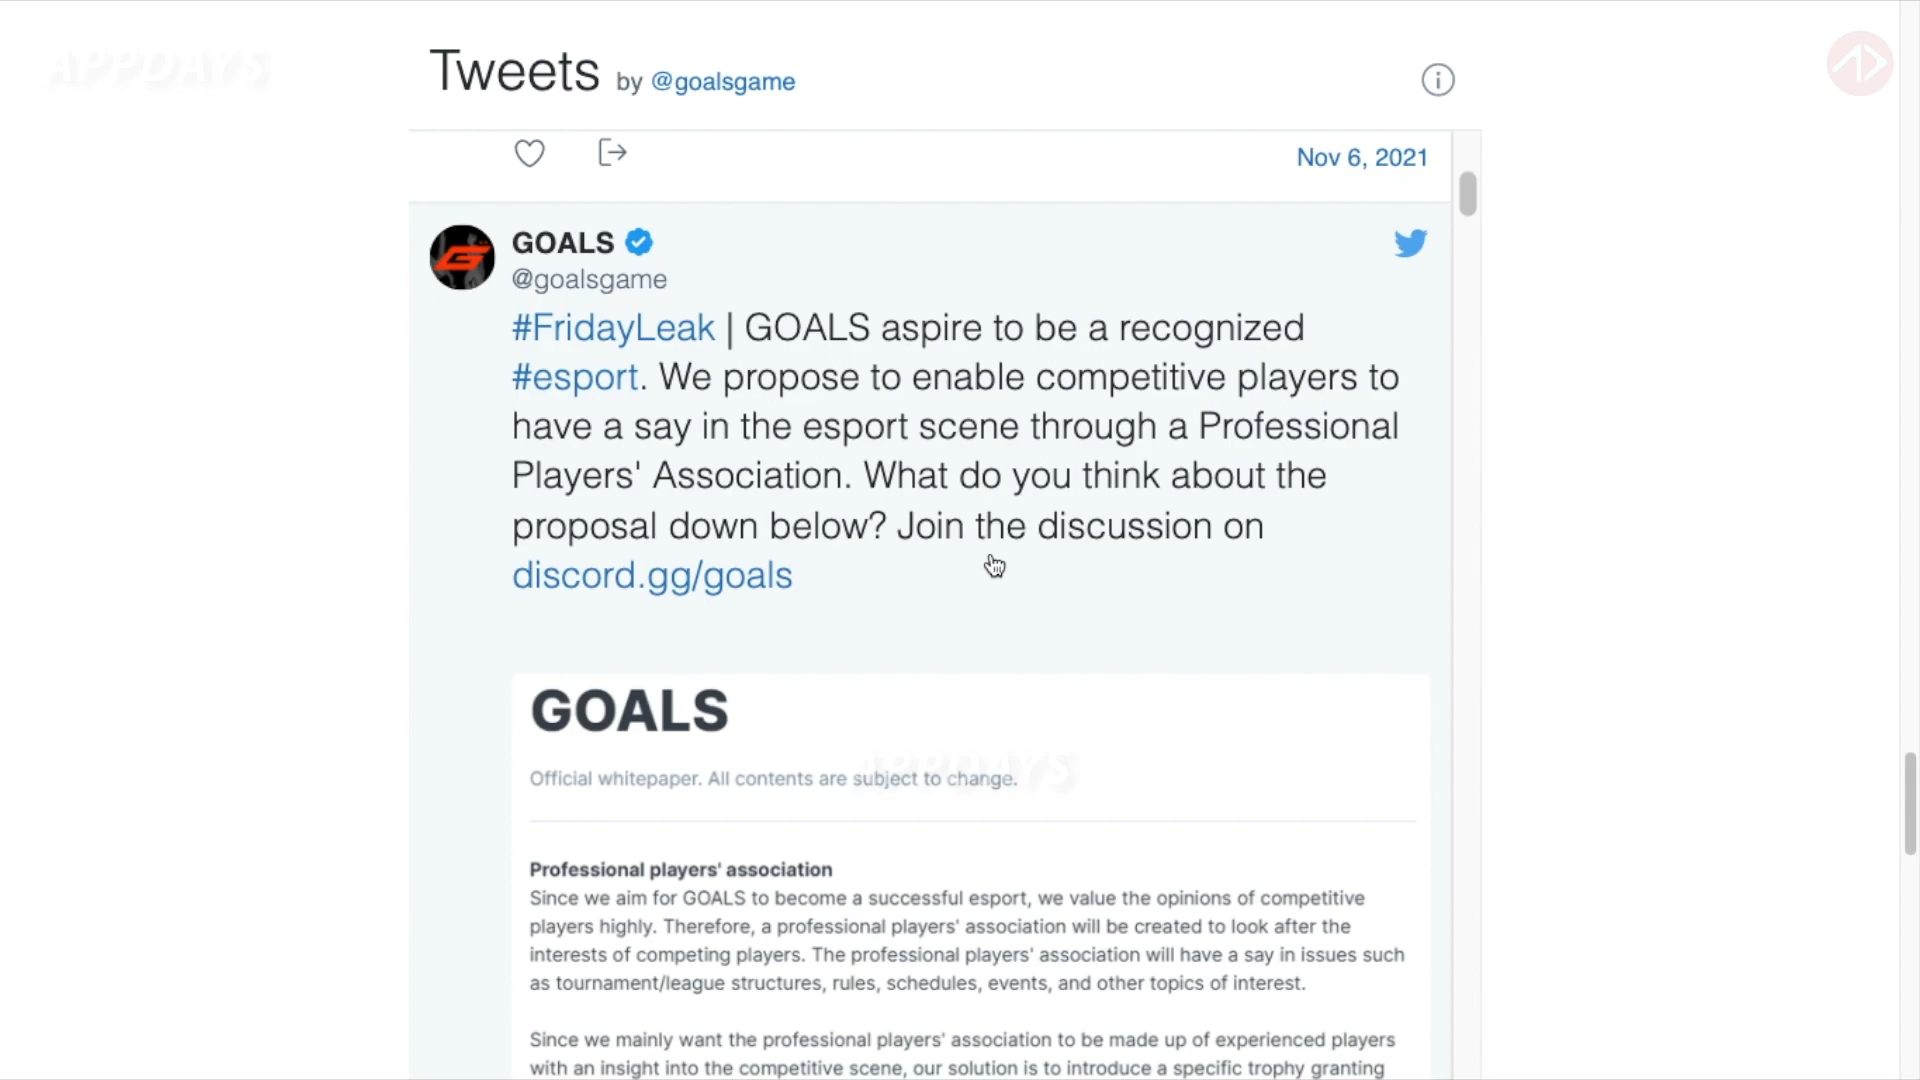 APPDAYS
Tweets by @goalsgame
Nov 6, 2021
GOALS
@goalsgame
#FridayLeak | GOALS aspire to be a recognized
#esport. We propose to enable competitive players to
have a say in the esport scene through a Professional
Players' Association. What do you think about the
proposal down below? Join the discussion on
discord.gg/goals
GOALS
APPDAYS
Official whitepaper. All contents are subject to change.
Professional players' association
Since we aim for GOALS to become a successful esport, we value the opinions of competitive
players highly. Therefore, a professional players' association will be created to look after the
interests of competing players. The professional players' association will have a say in issues such
as tournament/league structures, rules, schedules, events, and other topics of interest.
Since we mainly want the professional players' association to be made up of experienced players
with an insight into the competitive scene, our solution is to introduce a specific trophy granting